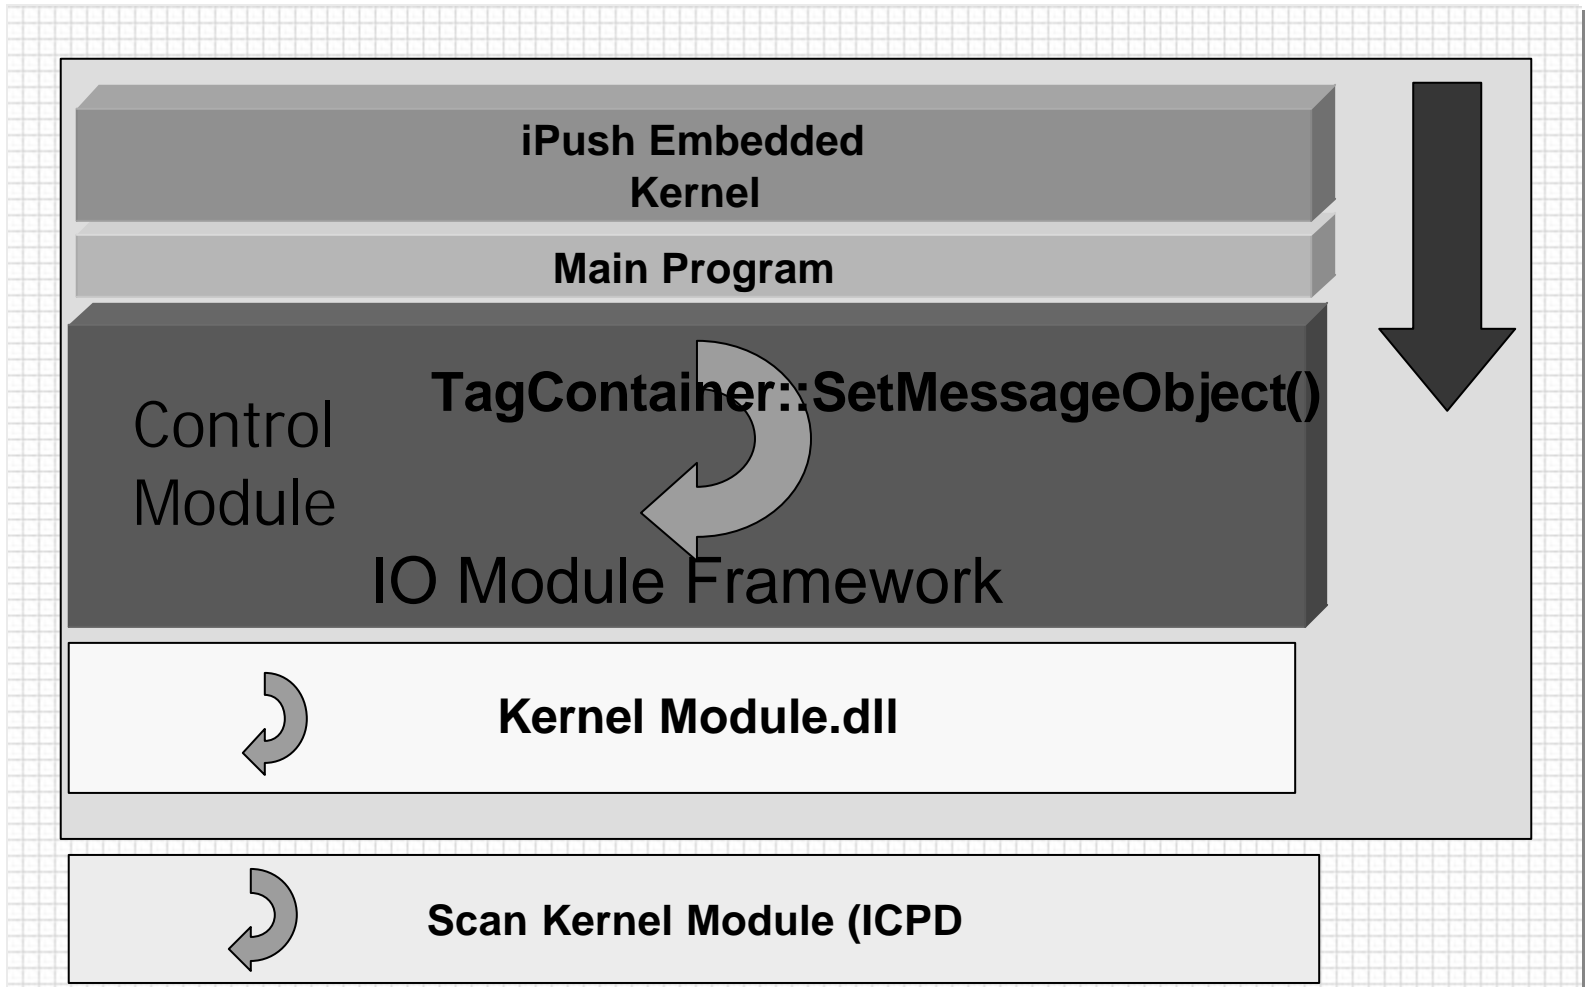 iPush Embedded
Kernel
Main Program
TagContainer::SetMessageObject()
Control
Module
IO Module Framework
Kernel Module.dll
Scan Kernel Module (ICPD